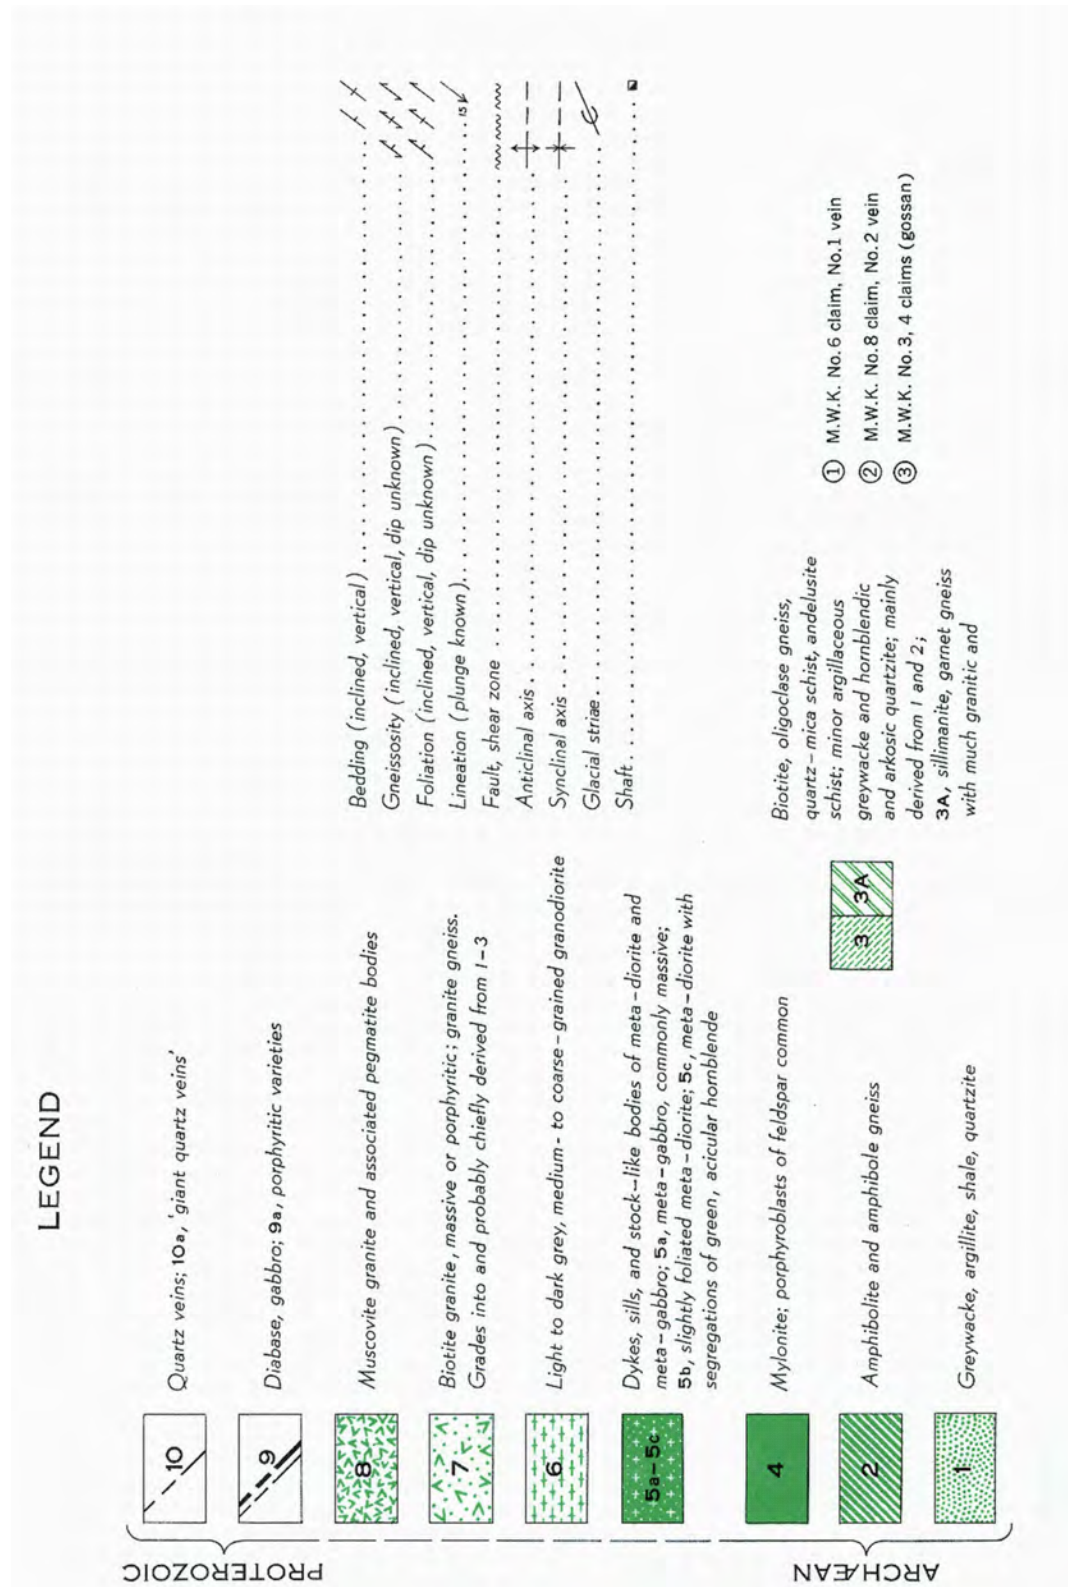 LEGEND
PROTEROZOIC
10
Quartz veins; 10a, 'giant quartz veins'
9
Diabase, gabbro; 9a, porphyritic varieties
8
Muscovite granite and associated pegmatite bodies
7
Biotite granite, massive or porphyritic; granite gneiss.
Grades into and probably chiefly derived from 1-3
6
Light to dark grey, medium- to coarse-grained granodiorite
5a-5c
Dykes, sills, and stock-like bodies of meta-diorite and
meta-gabbro; 5a, meta-gabbro, commonly massive;
5b, slightly foliated meta-diorite; 5c, meta-diorite with
segregations of green, acicular hornblende
ARCHÆAN
4
Mylonite; porphyroblasts of feldspar common
2
Amphibolite and amphibole gneiss
1
Greywacke, argillite, shale, quartzite
3
3A
Biotite, oligoclase gneiss,
quartz-mica schist, andelusite
schist; minor argillaceous
greywacke and hornblendic
and arkosic quartzite; mainly
derived from 1 and 2;
3A, sillimanite, garnet gneiss
with much granitic and
Bedding (inclined, vertical)
Gneissosity (inclined, vertical, dip unknown)
Foliation (inclined, vertical, dip unknown)
Lineation (plunge known) 15
Fault, shear zone
Anticlinal axis
Synclinal axis
Glacial striae
Shaft
① M.W.K. No.6 claim, No.1 vein
② M.W.K. No.8 claim, No.2 vein
③ M.W.K. No.3, 4 claims (gossan)